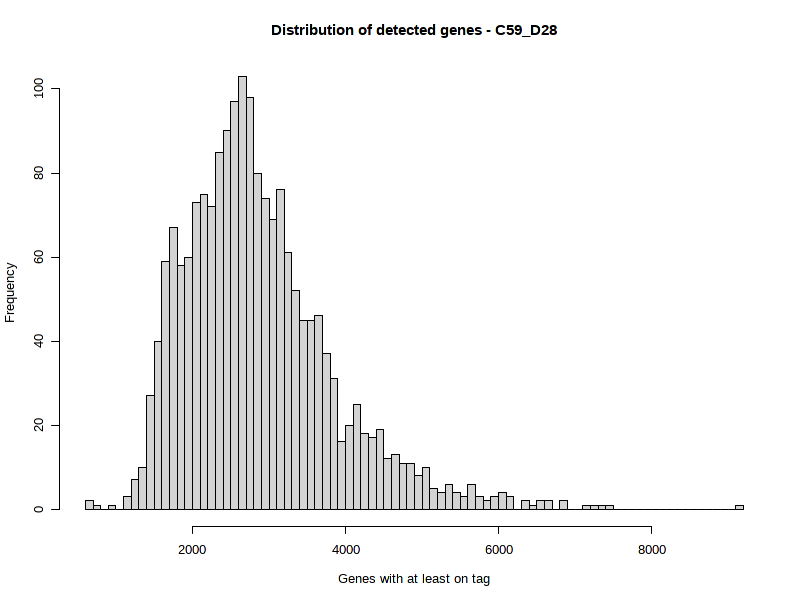 Distribution of detected genes - C59_D28
100
80
60
40
20
0
Frequency
2000 4000 6000 8000
Genes with at least on tag